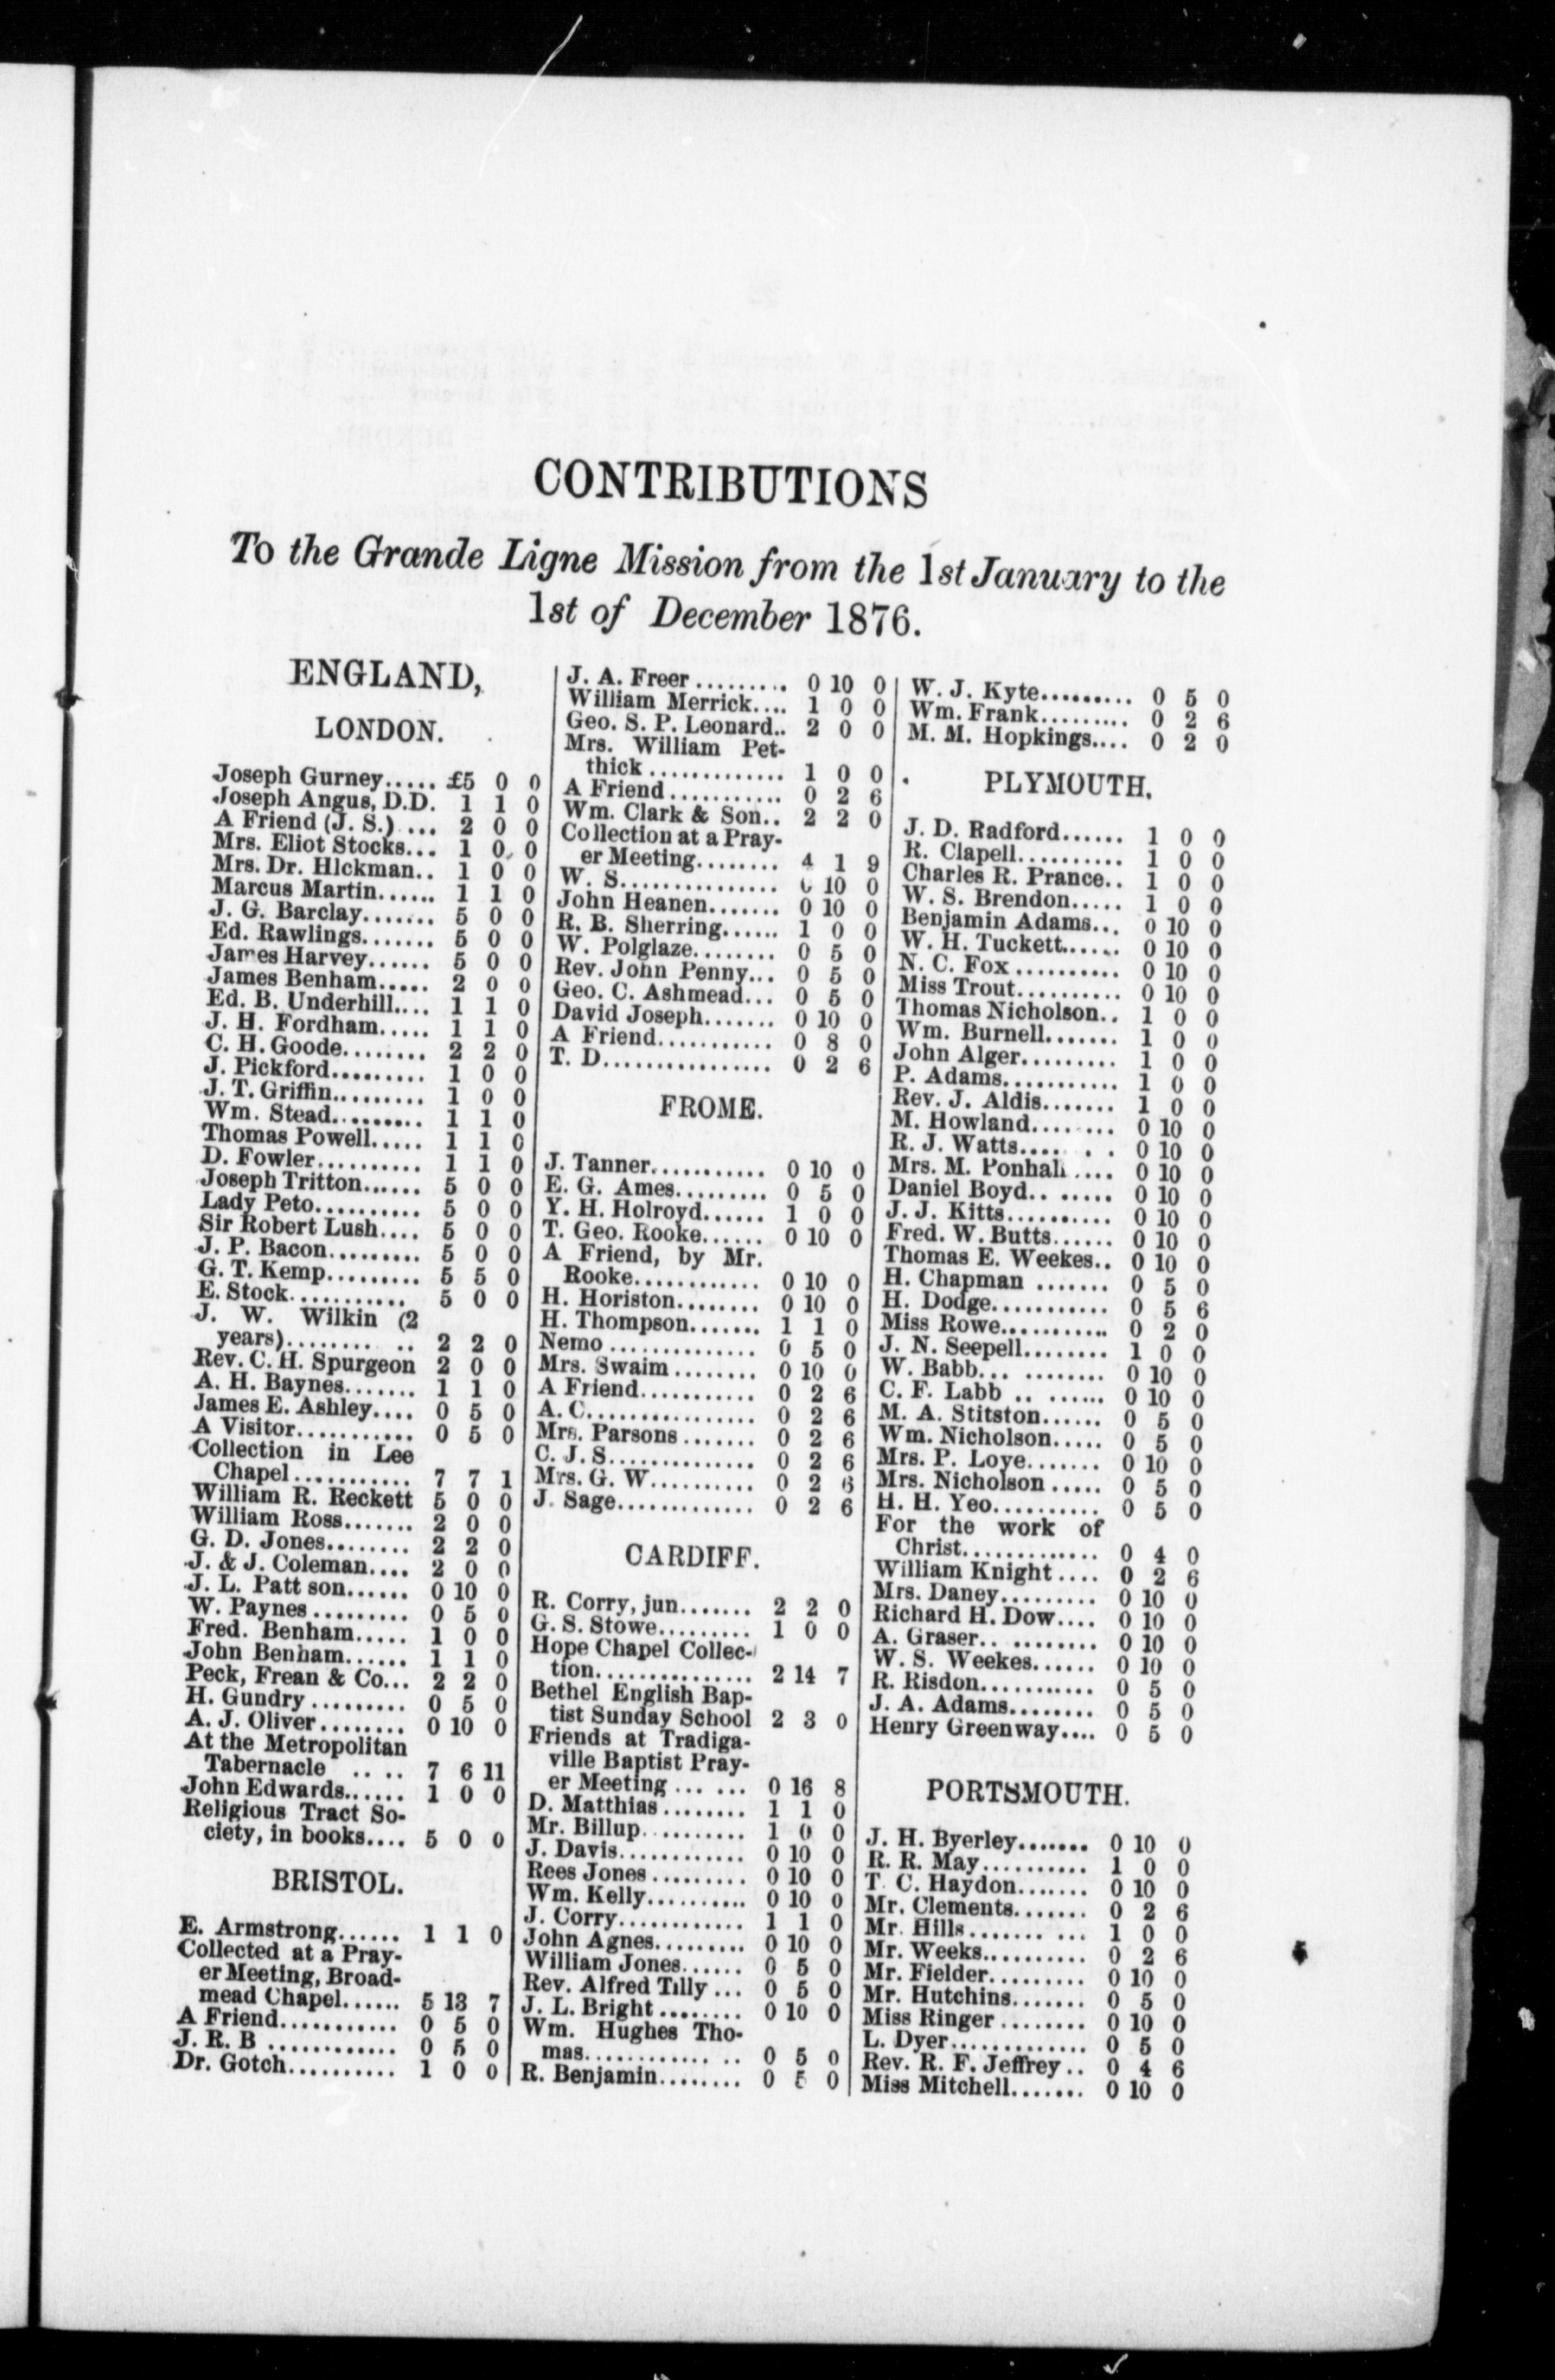 CONTRIBUTIONS
To the Grande Ligne Mission from the 1st January to the
1st of December 1876.
ENGLAND,
LONDON.
Joseph Gurney..... £5 0 0
Joseph Angus, D.D. 1 1 0
A Friend (J. S.) ... 2 0 0
Mrs. Eliot Stocks... 1 0 0
Mrs. Dr. Hickman.. 1 0 0
Marcus Martin...... 1 1 0
J. G. Barclay....... 5 0 0
Ed. Rawlings....... 5 0 0
James Harvey...... 5 0 0
James Benham..... 2 0 0
Ed. B. Underhill.... 1 1 0
J. H. Fordham..... 1 1 0
C. H. Goode........ 2 2 0
J. Pickford......... 1 0 0
J. T. Griffin......... 1 0 0
Wm. Stead......... 1 1 0
Thomas Powell..... 1 1 0
D. Fowler.......... 1 1 0
Joseph Tritton...... 5 0 0
Lady Peto.......... 5 0 0
Sir Robert Lush.... 5 0 0
J. P. Bacon......... 5 0 0
G. T. Kemp......... 5 5 0
E. Stock........... 5 0 0
J. W. Wilkin (2
years)........ .. 2 2 0
Rev. C. H. Spurgeon 2 0 0
A. H. Baynes....... 1 1 0
James E. Ashley.... 0 5 0
A Visitor........... 0 5 0
Collection in Lee
Chapel........... 7 7 1
William R. Reckett 5 0 0
William Ross....... 2 0 0
G. D. Jones........ 2 2 0
J. & J. Coleman.... 2 0 0
J. L. Patt son...... 0 10 0
W. Paynes......... 0 5 0
Fred. Benham..... 1 0 0
John Benham...... 1 1 0
Peck, Frean & Co... 2 2 0
H. Gundry......... 0 5 0
A. J. Oliver........ 0 10 0
At the Metropolitan
Tabernacle .. .. 7 6 11
John Edwards...... 1 0 0
Religious Tract So-
ciety, in books.... 5 0 0
BRISTOL.
E. Armstrong...... 1 1 0
Collected at a Pray-
er Meeting, Broad-
mead Chapel...... 5 13 7
A Friend........... 0 5 0
J. R. B ............ 0 5 0
Dr. Gotch.......... 1 0 0
J. A. Freer......... 0 10 0
William Merrick.... 1 0 0
Geo. S. P. Leonard.. 2 0 0
Mrs. William Pet-
thick............. 1 0 0
A Friend........... 0 2 6
Wm. Clark & Son.. 2 2 0
Collection at a Pray-
er Meeting........ 4 1 9
W. S............... 0 10 0
John Heanen....... 0 10 0
R. B. Sherring...... 1 0 0
W. Polglaze........ 0 5 0
Rev. John Penny... 0 5 0
Geo. C. Ashmead... 0 5 0
David Joseph....... 0 10 0
A Friend........... 0 8 0
T. D................ 0 2 6
FROME.
J. Tanner........... 0 10 0
E. G. Ames......... 0 5 0
Y. H. Holroyd...... 1 0 0
T. Geo. Rooke...... 0 10 0
A Friend, by Mr.
Rooke............ 0 10 0
H. Horiston........ 0 10 0
H. Thompson....... 1 1 0
Nemo.............. 0 5 0
Mrs. Swaim........ 0 10 0
A Friend........... 0 2 6
A. C................ 0 2 6
Mrs. Parsons....... 0 2 6
C. J. S.............. 0 2 6
Mrs. G. W.......... 0 2 6
J. Sage............. 0 2 6
CARDIFF.
R. Corry, jun....... 2 2 0
G. S. Stowe......... 1 0 0
Hope Chapel Collec-
tion............... 2 14 7
Bethel English Bap-
tist Sunday School 2 3 0
Friends at Tradiga-
ville Baptist Pray-
er Meeting ... ... 0 16 8
D. Matthias........ 1 1 0
Mr. Billup.......... 1 0 0
J. Davis............ 0 10 0
Rees Jones......... 0 10 0
Wm. Kelly.......... 0 10 0
J. Corry............ 1 1 0
John Agnes......... 0 10 0
William Jones...... 0 5 0
Rev. Alfred Tilly... 0 5 0
J. L. Bright........ 0 10 0
Wm. Hughes Tho-
mas............ .. 0 5 0
R. Benjamin........ 0 5 0
W. J. Kyte.......... 0 5 0
Wm. Frank......... 0 2 6
M. M. Hopkings.... 0 2 0
PLYMOUTH.
J. D. Radford...... 1 0 0
R. Clapell.......... 1 0 0
Charles R. Prance.. 1 0 0
W. S. Brendon..... 1 0 0
Benjamin Adams... 0 10 0
W. H. Tuckett...... 0 10 0
N. C. Fox.......... 0 10 0
Miss Trout.......... 0 10 0
Thomas Nicholson.. 1 0 0
Wm. Burnell....... 1 0 0
John Alger......... 1 0 0
P. Adams........... 1 0 0
Rev. J. Aldis....... 1 0 0
M. Howland........ 0 10 0
R. J. Watts.... . . 0 10 0
Mrs. M. Ponhall.... 0 10 0
Daniel Boyd.. ...... 0 10 0
J. J. Kitts.......... 0 10 0
Fred. W. Butts...... 0 10 0
Thomas E. Weekes.. 0 10 0
H. Chapman ....... 0 5 0
H. Dodge........... 0 5 6
Miss Rowe........... 0 2 0
J. N. Seepell........ 1 0 0
W. Babb... ........ 0 10 0
C. F. Labb .. ...... 0 10 0
M. A. Stitston...... 0 5 0
Wm. Nicholson..... 0 5 0
Mrs. P. Loye....... 0 10 0
Mrs. Nicholson ..... 0 5 0
H. H. Yeo.......... 0 5 0
For the work of
Christ............. 0 4 0
William Knight.... 0 2 6
Mrs. Daney......... 0 10 0
Richard H. Dow.... 0 10 0
A. Graser.. ........ 0 10 0
W. S. Weekes...... 0 10 0
R. Risdon........... 0 5 0
J. A. Adams........ 0 5 0
Henry Greenway.... 0 5 0
PORTSMOUTH.
J. H. Byerley....... 0 10 0
R. R. May.......... 1 0 0
T. C. Haydon....... 0 10 0
Mr. Clements....... 0 2 6
Mr. Hills....... ... 1 0 0
Mr. Weeks.......... 0 2 6
Mr. Fielder......... 0 10 0
Mr. Hutchins....... 0 5 0
Miss Ringer........ 0 10 0
L. Dyer............. 0 5 0
Rev. R. F. Jeffrey.. 0 4 6
Miss Mitchell....... 0 10 0